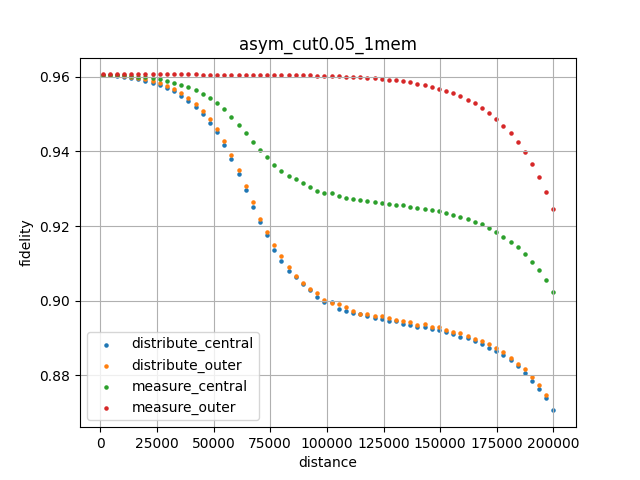 asym_cut0.05_1mem
fidelity
0.96
0.94
0.92
0.90
0.88
distribute_central
distribute_outer
measure_central
measure_outer
0 25000 50000 75000 100000 125000 150000 175000 200000
distance